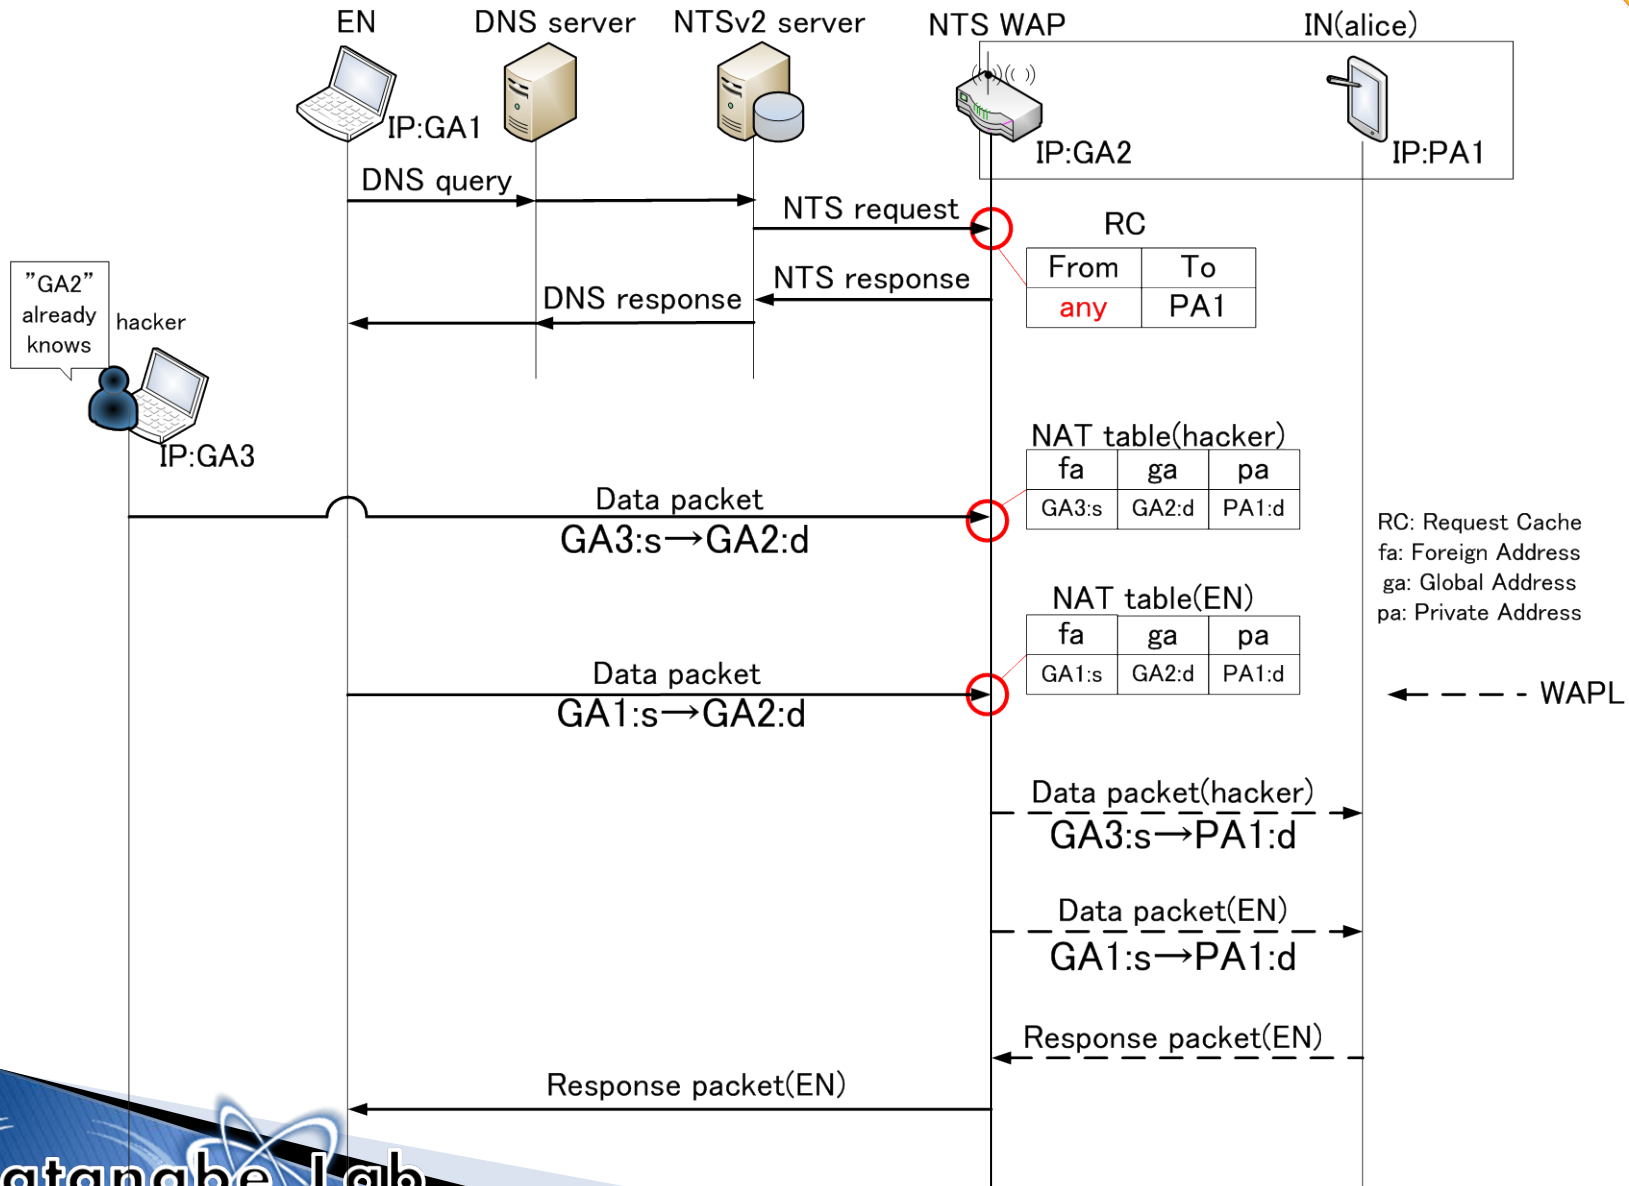 EN
DNS server
NTSv2 server
NTS WAP
IN(alice)
IP:GA1
IP:GA2
IP:PA1
DNS query
NTS request
RC
From To
any PA1
NTS response
DNS response
"GA2"
already
knows
hacker
IP:GA3
NAT table(hacker)
fa ga pa
GA3:s GA2:d PA1:d
Data packet
GA3:s→GA2:d
RC: Request Cache
fa: Foreign Address
ga: Global Address
pa: Private Address
NAT table(EN)
fa ga pa
GA1:s GA2:d PA1:d
Data packet
GA1:s→GA2:d
WAPL
Data packet(hacker)
GA3:s→PA1:d
Data packet(EN)
GA1:s→PA1:d
Response packet(EN)
Response packet(EN)
atanabe Lab